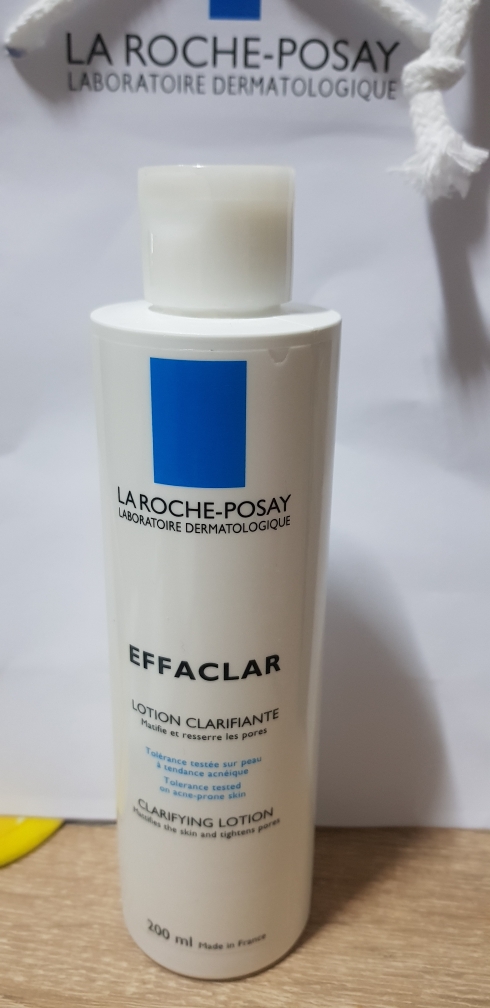 LA ROCHE-POSAY
LABORATOIRE DERMATOLOGIQUE
LA ROCHE-POSAY
LABORATOIRE DERMATOLOGIQUE
EFFACLAR
LOTION CLARIFIANTE
Matifie et resserre les pores
Tolérance testée sur peau
à tendance acnéique
Tolerance tested
on acne-prone skin
CLARIFYING LOTION
Mattifies the skin and tightens pores
200 ml Made in France